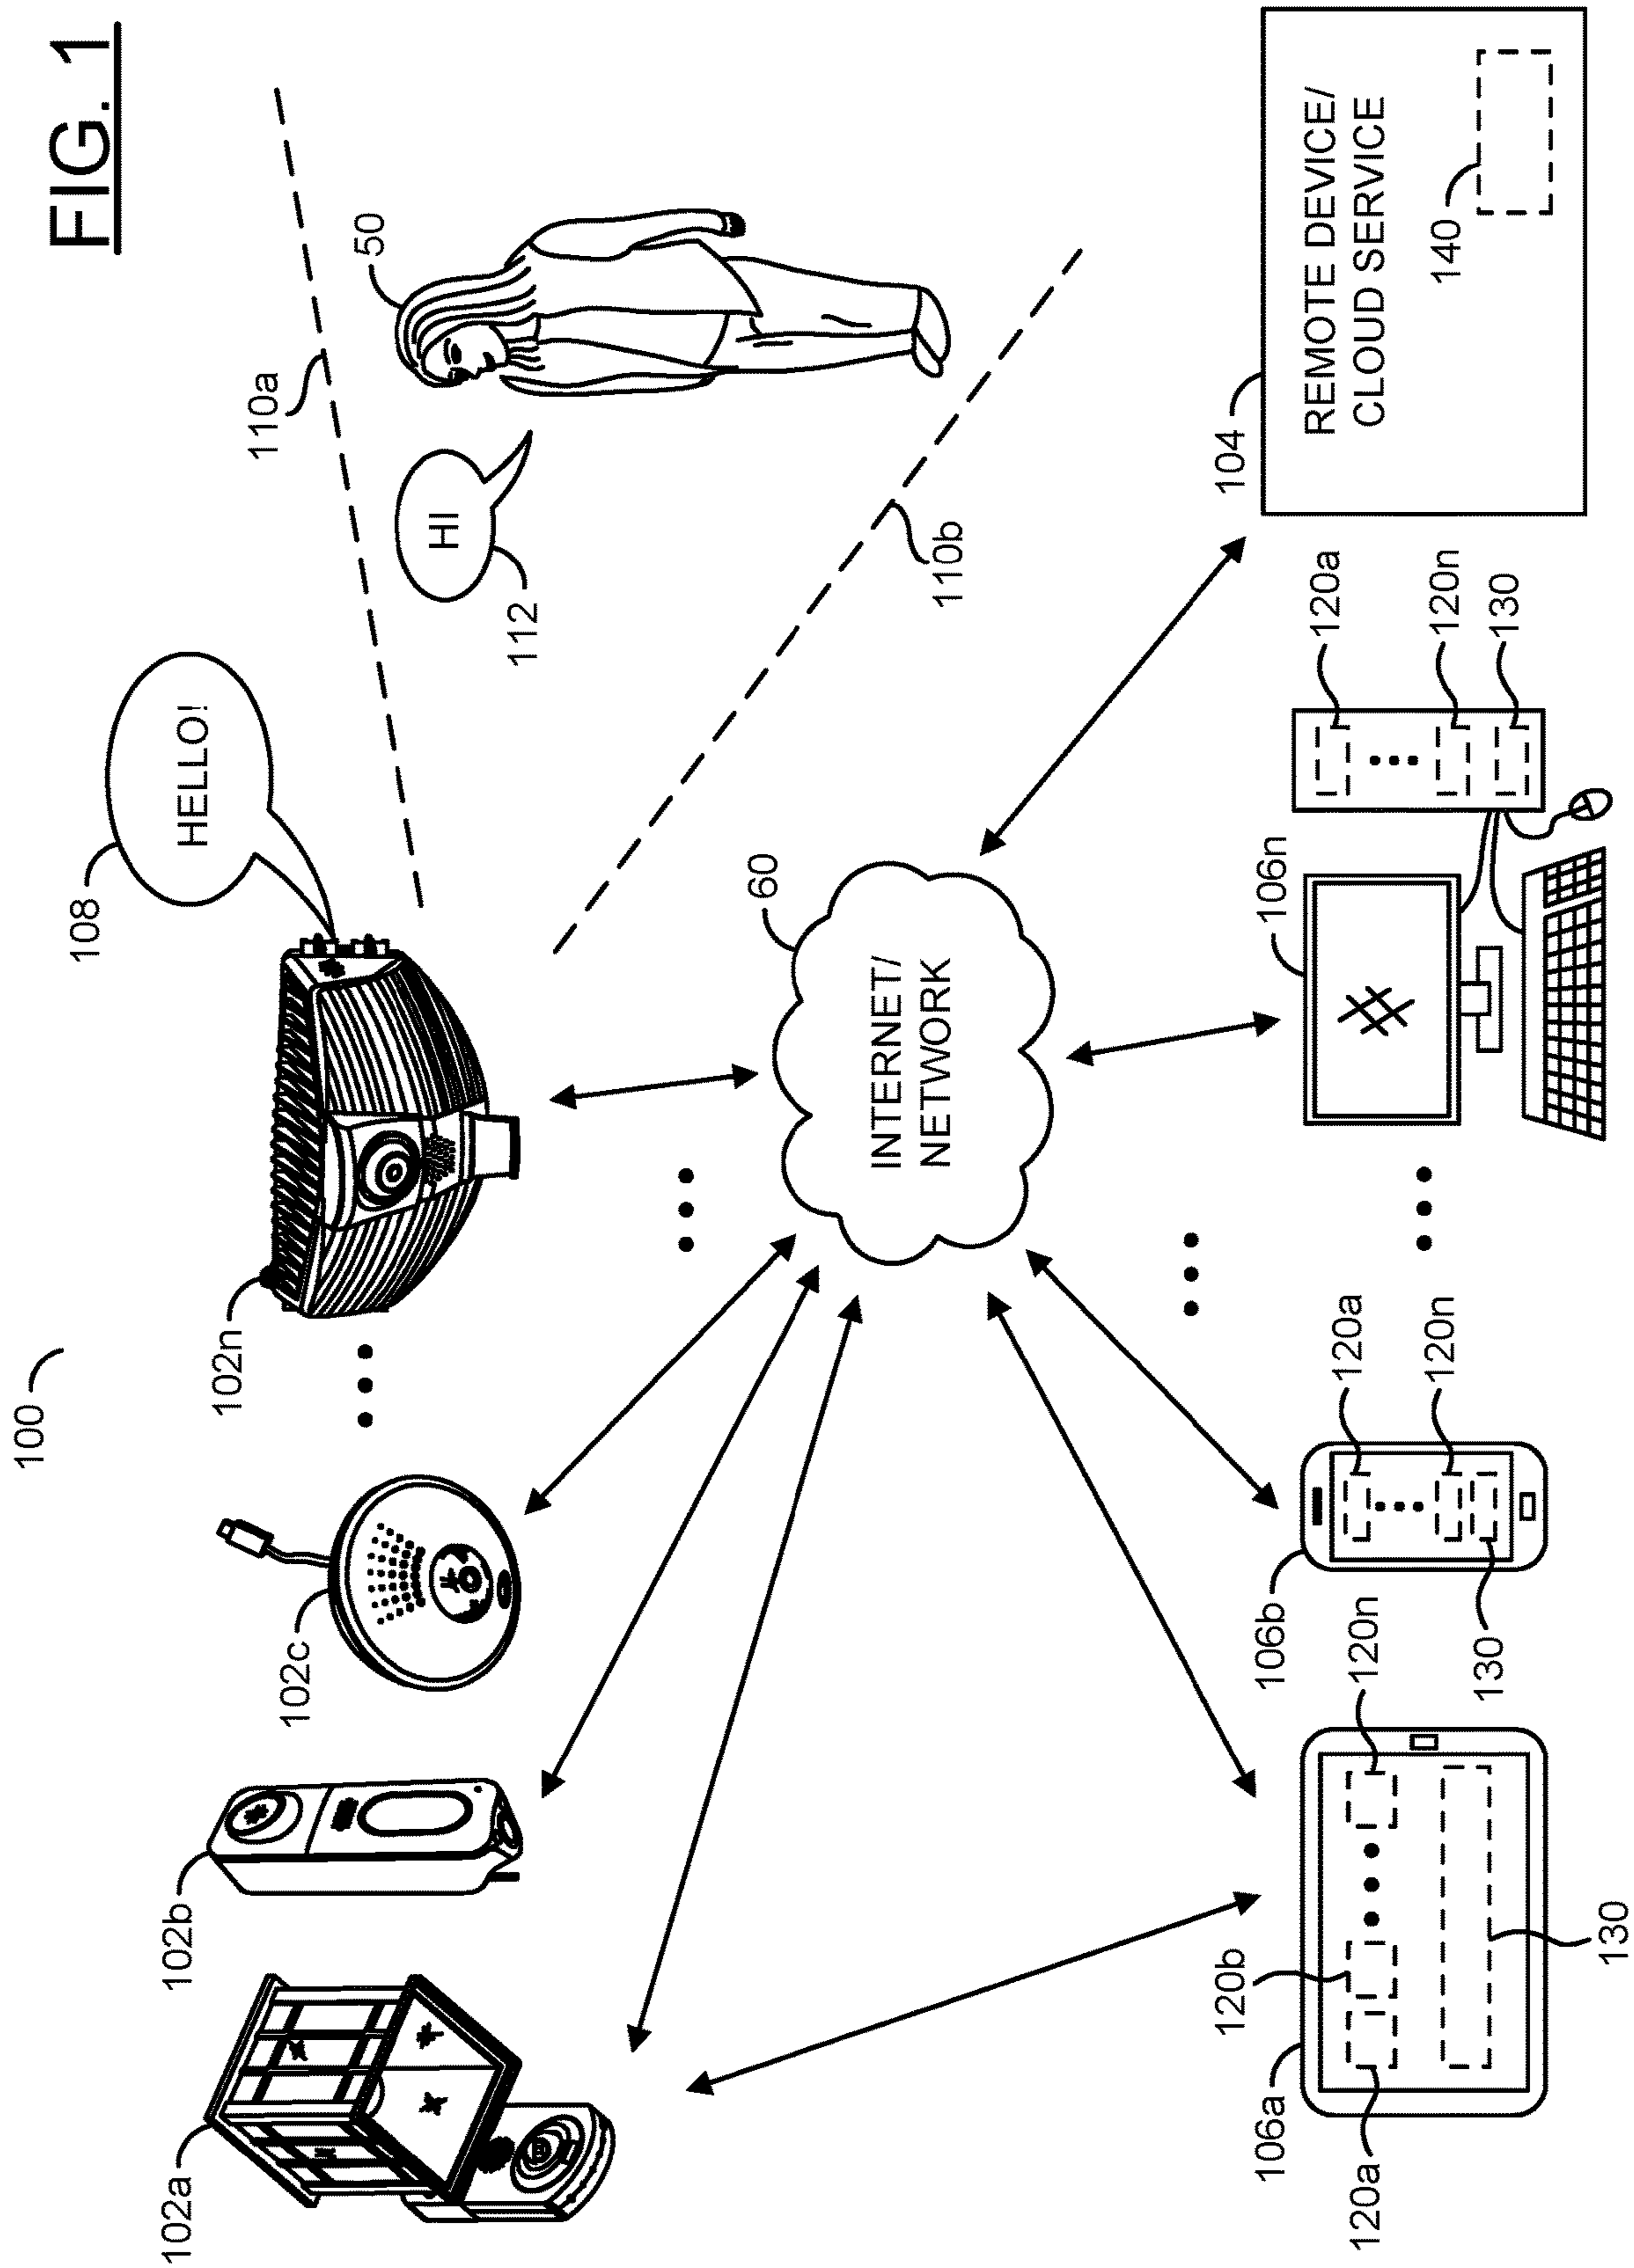 FIG. 1
100
108
HELLO!
110a
50
HI
112
110b
102a
102b
102c
102n
60
INTERNET/
NETWORK
104
REMOTE DEVICE/
CLOUD SERVICE
140
106a
120a
120b
120n
130
106b
120a
120n
130
106n
120a
120n
130